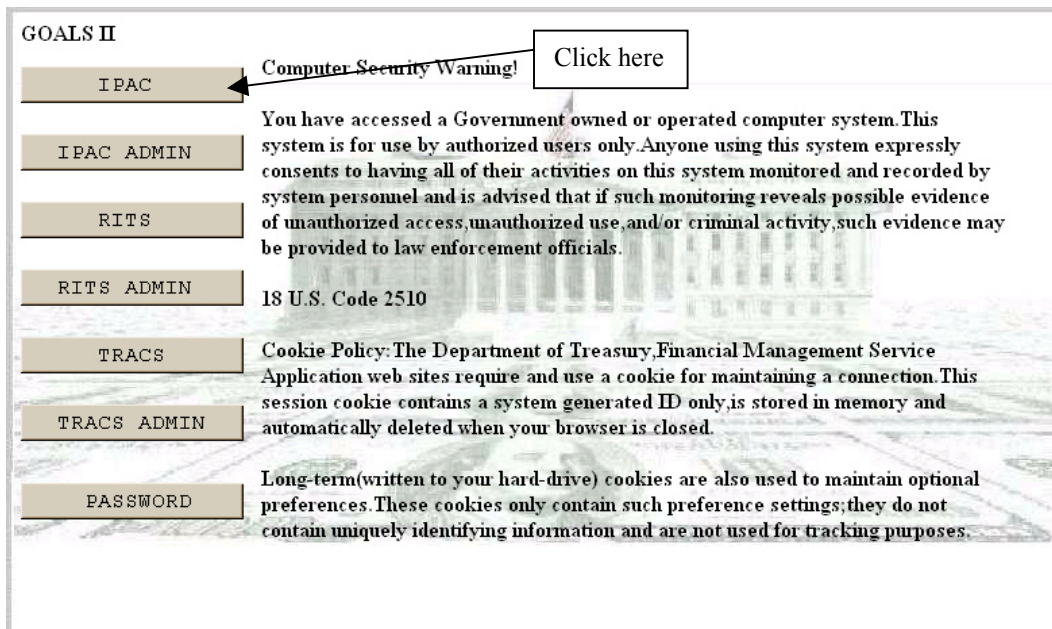 GOALS II
Click here
IPAC
IPAC ADMIN
RITS
RITS ADMIN
TRACS
TRACS ADMIN
PASSWORD
Computer Security Warning!
You have accessed a Government owned or operated computer system.This
system is for use by authorized users only.Anyone using this system expressly
consents to having all of their activities on this system monitored and recorded by
system personnel and is advised that if such monitoring reveals possible evidence
of unauthorized access,unauthorized use,and/or criminal activity,such evidence may
be provided to law enforcement officials.
18 U.S. Code 2510
Cookie Policy:The Department of Treasury,Financial Management Service
Application web sites require and use a cookie for maintaining a connection.This
session cookie contains a system generated ID only,is stored in memory and
automatically deleted when your browser is closed.
Long-term(written to your hard-drive) cookies are also used to maintain optional
preferences.These cookies only contain such preference settings;they do not
contain uniquely identifying information and are not used for tracking purposes.